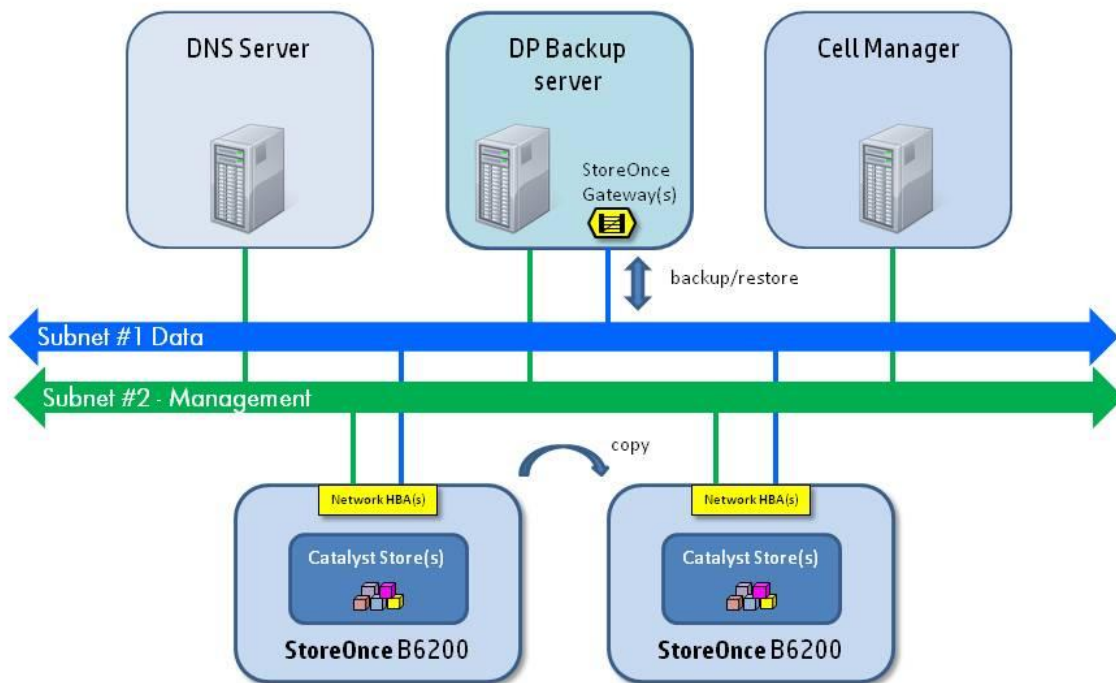 DNS Server
DP Backup
server
Cell Manager
StoreOnce
Gateway(s)
backup/restore
Subnet #1 Data
Subnet #2 - Management
copy
Network HBA(s)
Network HBA(s)
Catalyst Store(s)
Catalyst Store(s)
StoreOnce B6200
StoreOnce B6200